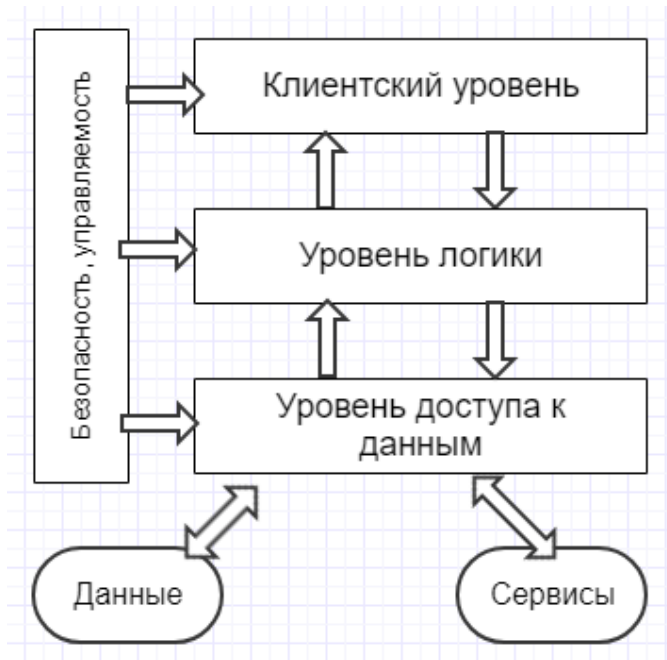 Безопасность, управляемость
Клиентский уровень
Уровень логики
Уровень доступа к
данным
Данные
Сервисы